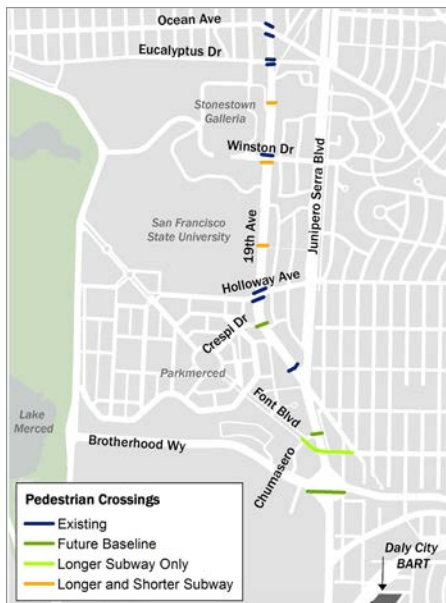 Ocean Ave
Eucalyptus Dr
Stonestown
Galleria
Winston Dr
Junipero Serra Blvd
San Francisco
State University
19th Ave
Holloway Ave
Crespi Dr
Parkmerced
Font Blvd
Lake
Merced
Brotherhood Wy
Chumasero
Pedestrian Crossings
Existing
Future Baseline
Longer Subway Only
Longer and Shorter Subway
Daly City
BART